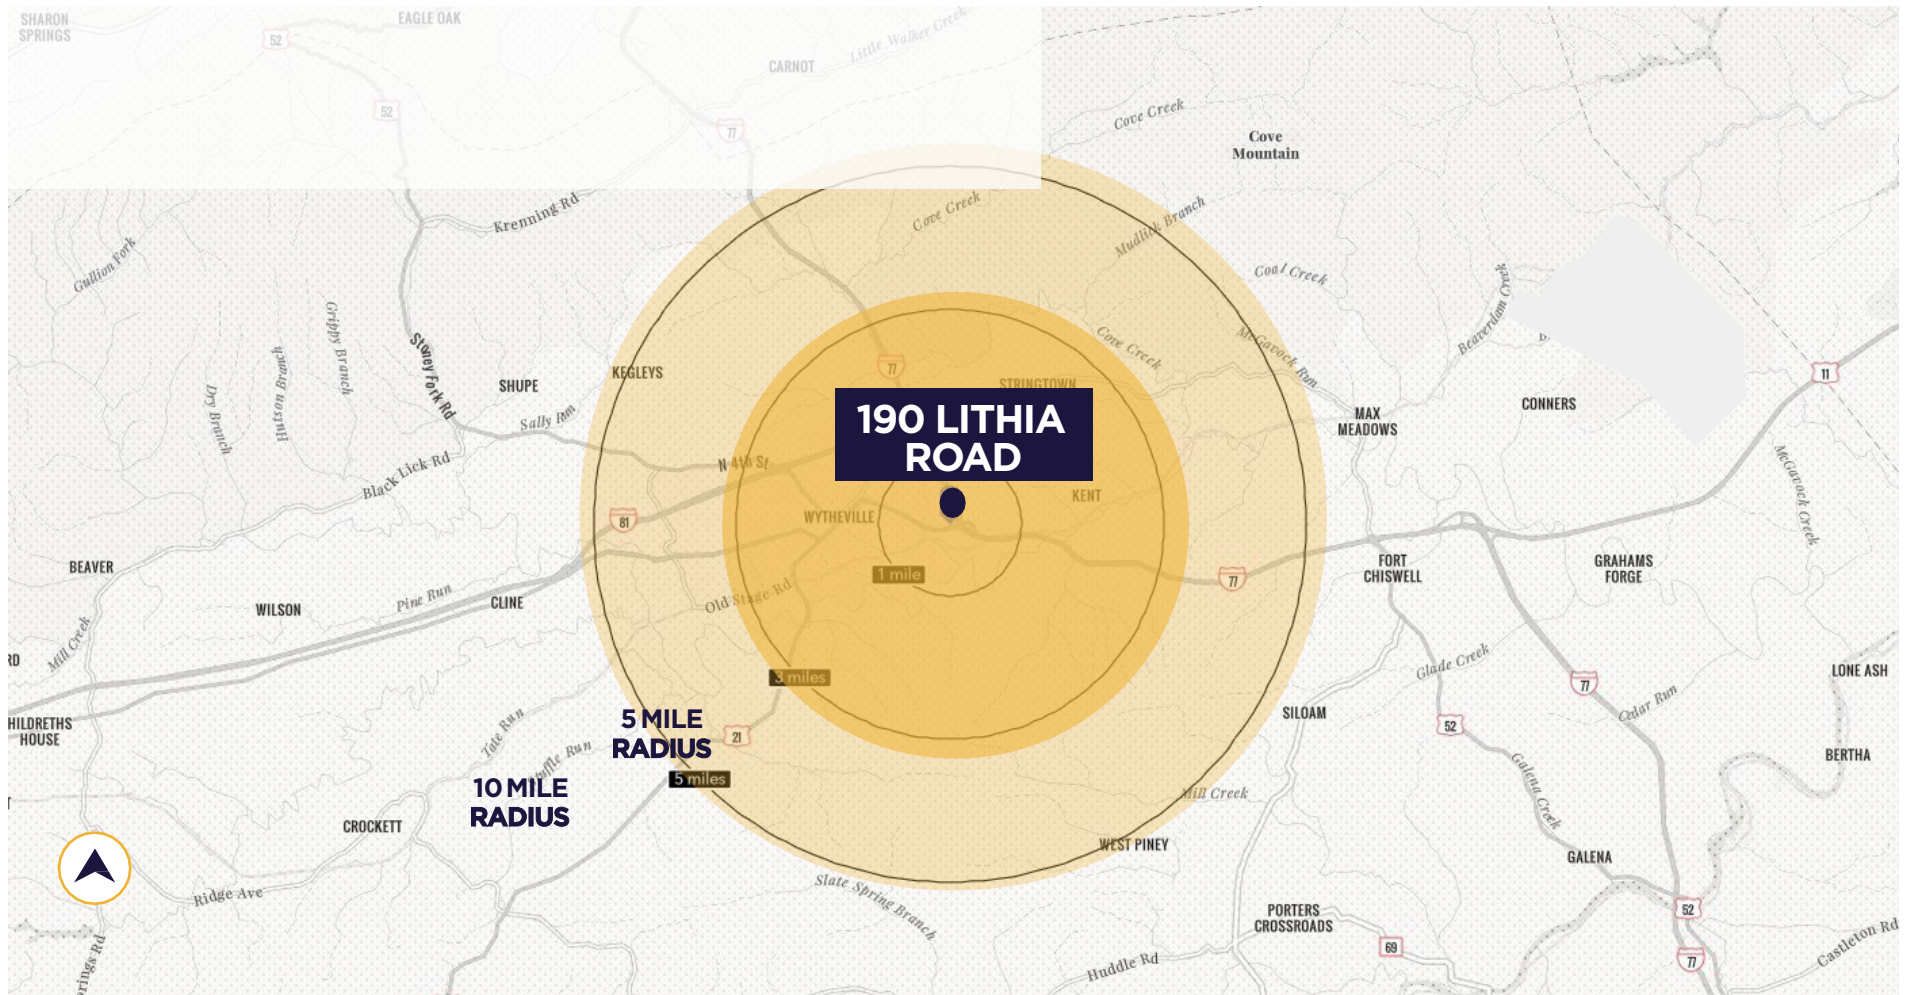 SHARON
SPRINGS
EAGLE OAK
52
CARNOT
Little Walker Creek
52
77
Cove Creek
Cove
Mountain
Krenning Rd
Cove Creek
Mudlick Branch
Gullion Fork
Coal Creek
Beaverdam Creek
Grippy Branch
Hutson Branch
Dry Branch
Stoney Fork Rd
SHUPE
KEGLEYS
77
Cove Creek
McGavock Run
STRINGTOWN
11
CONNERS
MAX
MEADOWS
Sally Run
190 LITHIA
ROAD
Black Lick Rd
N 4th St
KENT
McGavock Creek
81
WYTHEVILLE
BEAVER
1 mile
77
FORT
CHISWELL
GRAHAMS
FORGE
WILSON
Pine Run
CLINE
Old Stage Rd
Mill Creek
RD
3 miles
Glade Creek
LONE ASH
77
Cedar Run
HILDRETHS
HOUSE
Tate Run
5 MILE
RADIUS
21
SILOAM
52
BERTHA
5 miles
10 MILE
RADIUS
Mill Creek
Galena Creek
CROCKETT
WEST PINEY
GALENA
Ridge Ave
Slate Spring Branch
PORTERS
CROSSROADS
52
69
Huddle Rd
77
Castleton Rd
rings Rd